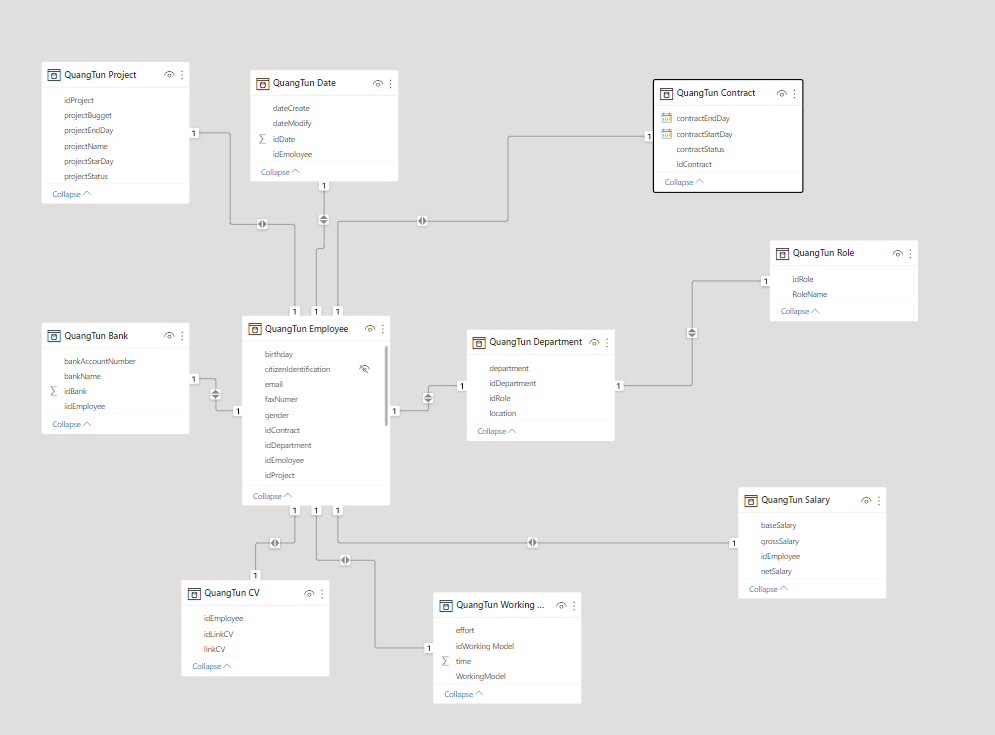 QuangTun Project
idProject
projectBugget
projectEndDay
projectName
projectStarDay
projectStatus
Collapse
QuangTun Date
dateCreate
dateModify
idDate
idEmoloyee
Collapse
QuangTun Contract
contractEndDay
contractStartDay
contractStatus
idContract
Collapse
1
1
1
QuangTun Role
idRole
RoleName
Collapse
1
1
1
1
QuangTun Bank
bankAccountNumber
bankName
idBank
iidEmployee
Collapse
1
1
QuangTun Employee
birthday
citizenIdentification
email
faxNumer
gender
idContract
idDepartment
idEmoloyee
idProject
Collapse
1
1
QuangTun Department
department
idDepartment
idRole
location
Collapse
1
1
1
1
QuangTun Salary
baseSalary
grossSalary
idEmployee
netSalary
Collapse
1
1
QuangTun CV
idEmployee
idLinkCV
linkCV
Collapse
1
QuangTun Working ...
effort
idWorking Model
time
WorkingModel
Collapse